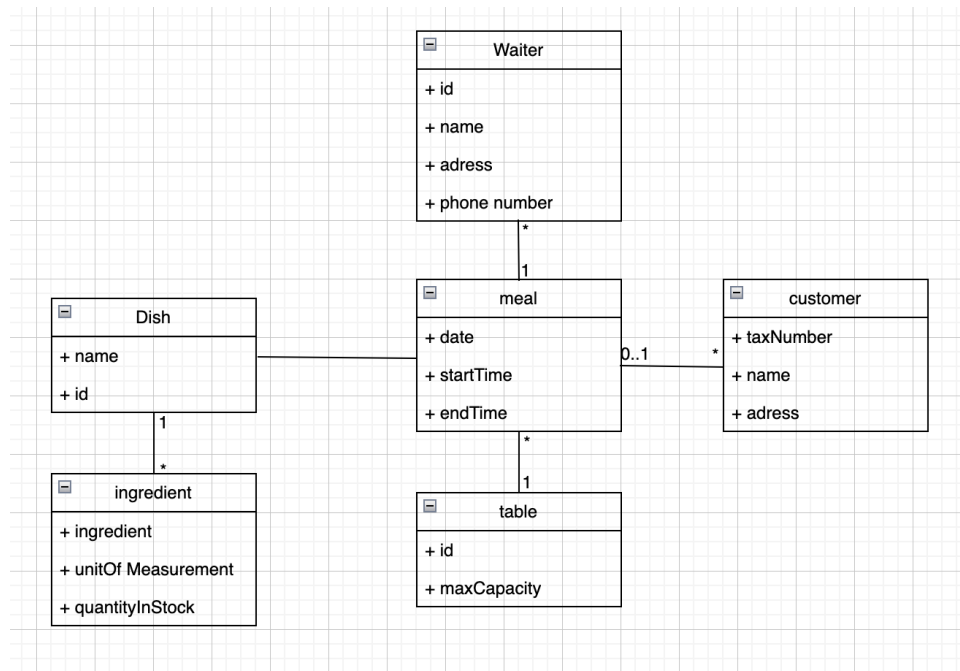 Waiter
+ id
+ name
+ adress
+ phone number
*
1
Dish
+ name
+ id
1
*
ingredient
+ ingredient
+ unitOf Measurement
+ quantityInStock
meal
+ date
+ startTime
+ endTime
0..1
*
customer
+ taxNumber
+ name
+ adress
*
1
table
+ id
+ maxCapacity